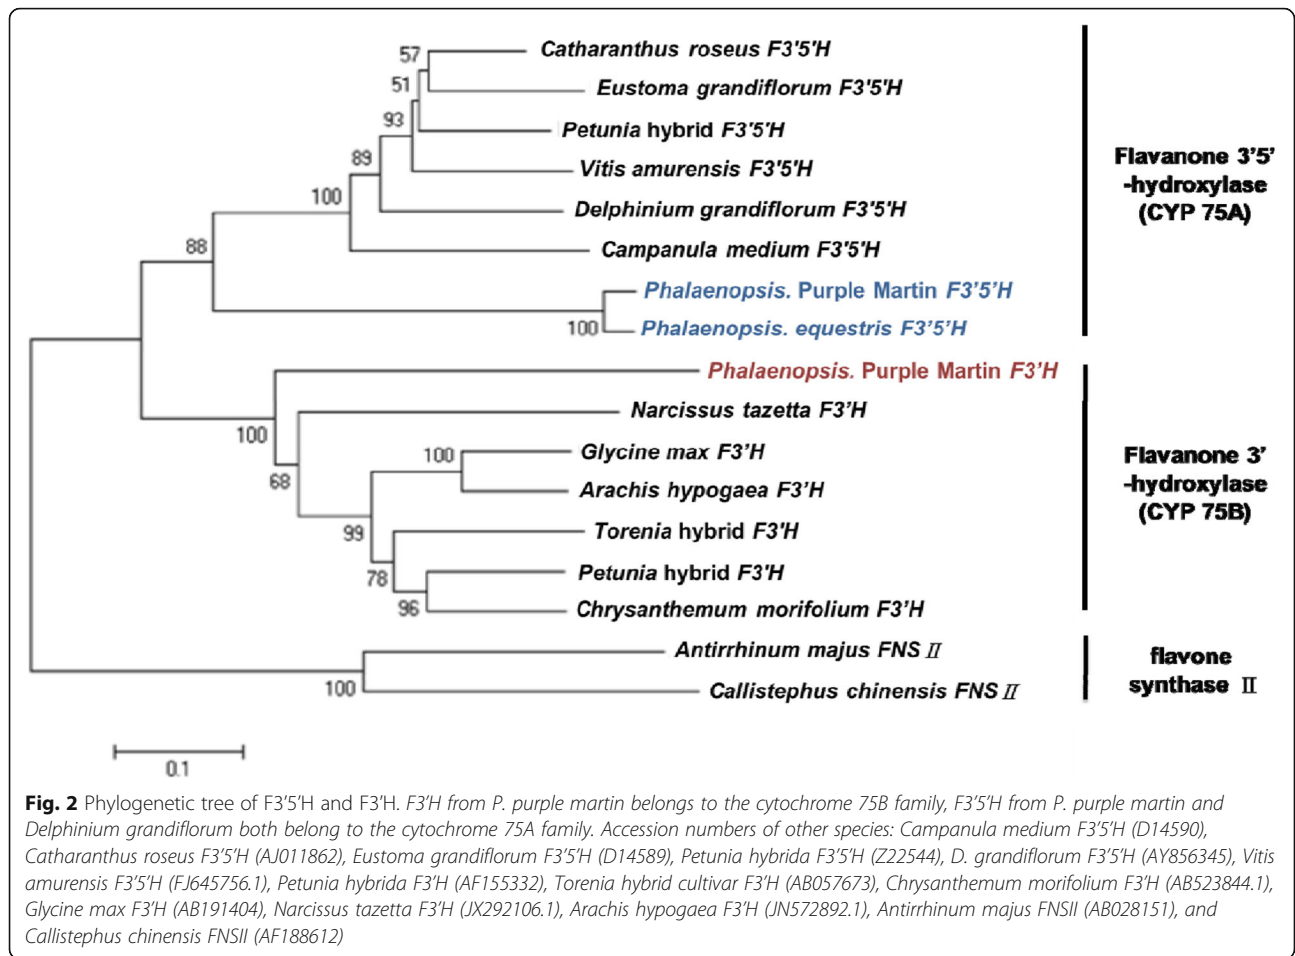 57
Catharanthus roseus F3'5'H
51
Eustoma grandiflorum F3'5'H
93
Petunia hybrid F3'5'H
89
Vitis amurensis F3'5'H
100
Delphinium grandiflorum F3'5'H
88
Campanula medium F3'5'H
Phalaenopsis. Purple Martin F3'5'H
100
Phalaenopsis. equestris F3'5'H
Flavanone 3'5'
-hydroxylase
(CYP 75A)
Phalaenopsis. Purple Martin F3'H
100
Narcissus tazetta F3'H
68
100
Glycine max F3'H
Arachis hypogaea F3'H
99
Torenia hybrid F3'H
78
Petunia hybrid F3'H
96
Chrysanthemum morifolium F3'H
Flavanone 3'
-hydroxylase
(CYP 75B)
Antirrhinum majus FNS II
100
Callistephus chinensis FNS II
flavone
synthase II
0.1
Fig. 2 Phylogenetic tree of F3'5'H and F3'H. F3'H from P. purple martin belongs to the cytochrome 75B family, F3'5'H from P. purple martin and
Delphinium grandiflorum both belong to the cytochrome 75A family. Accession numbers of other species: Campanula medium F3'5'H (D14590),
Catharanthus roseus F3'5'H (AJ011862), Eustoma grandiflorum F3'5'H (D14589), Petunia hybrida F3'5'H (Z22544), D. grandiflorum F3'5'H (AY856345), Vitis
amurensis F3'5'H (FJ645756.1), Petunia hybrida F3'H (AF155332), Torenia hybrid cultivar F3'H (AB057673), Chrysanthemum morifolium F3'H (AB523844.1),
Glycine max F3'H (AB191404), Narcissus tazetta F3'H (JX292106.1), Arachis hypogaea F3'H (JN572892.1), Antirrhinum majus FNSII (AB028151), and
Callistephus chinensis FNSII (AF188612)